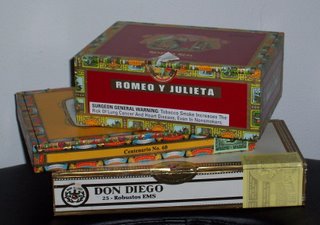 ROMEO Y JULIETA
SURGEON GENERAL WARNING: Tobacco Smoke Increases The
Risk Of Lung Cancer And Heart Disease, Even In Nonsmokers.
Centenario No. 60
DON DIEGO
25 - Robustos EMS